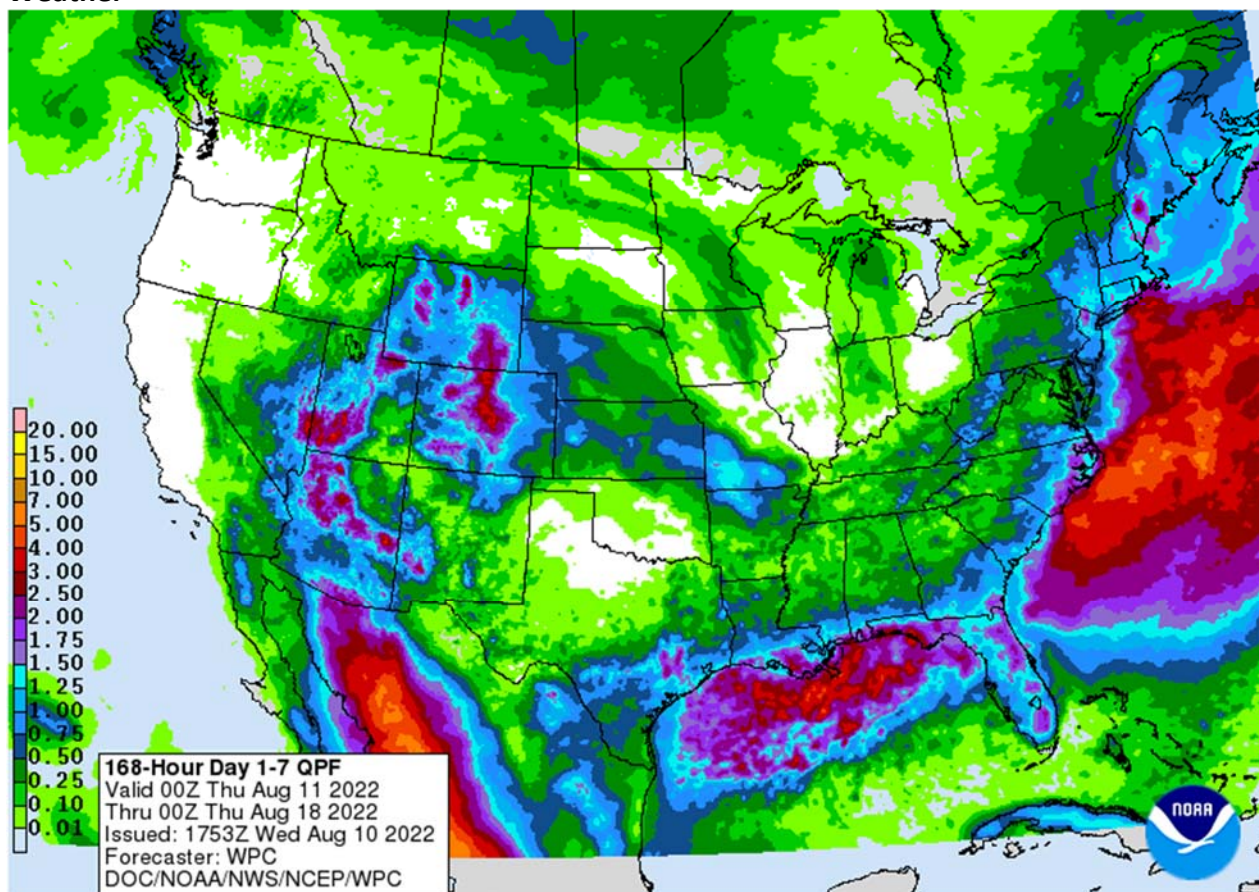 Weather
20.00
15.00
10.00
7.00
5.00
4.00
3.00
2.50
2.00
1.75
1.50
1.25
1.00
0.75
0.50
0.25
0.10
0.01
168-Hour Day 1-7 QPF
Valid 00Z Thu Aug 11 2022
Thru 00Z Thu Aug 18 2022
Issued: 1753Z Wed Aug 10 2022
Forecaster: WPC
DOC/NOAA/NWS/NCEP/WPC
NOAA